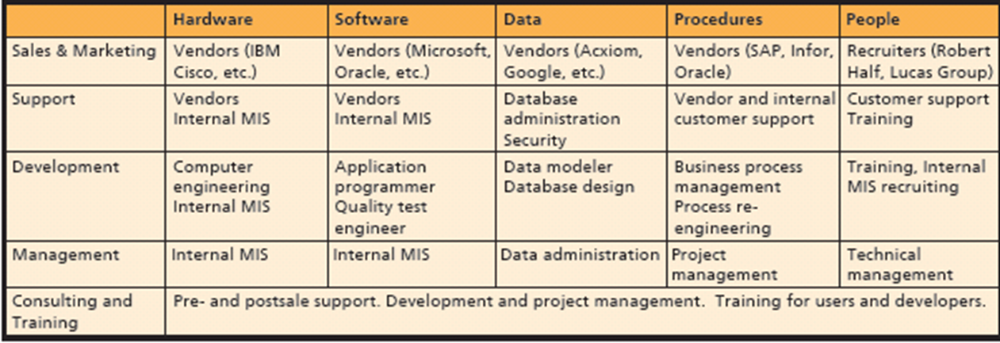 Hardware Software Data Procedures People
Sales & Marketing
Vendors (IBM
Cisco, etc.)
Vendors (Microsoft,
Oracle, etc.)
Vendors (Acxiom,
Google, etc.)
Vendors (SAP, Infor,
Oracle)
Recruiters (Robert
Half, Lucas Group)
Support
Vendors
Internal MIS
Vendors
Internal MIS
Database
administration
Security
Vendor and internal
customer support
Customer support
Training
Development
Computer
engineering
Internal MIS
Application
programmer
Quality test
engineer
Data modeler
Database design
Business process
management
Process re-
engineering
Training, Internal
MIS recruiting
Management
Internal MIS
Internal MIS
Data administration
Project
management
Technical
management
Consulting and
Training
Pre- and postsale support. Development and project management. Training for users and developers.